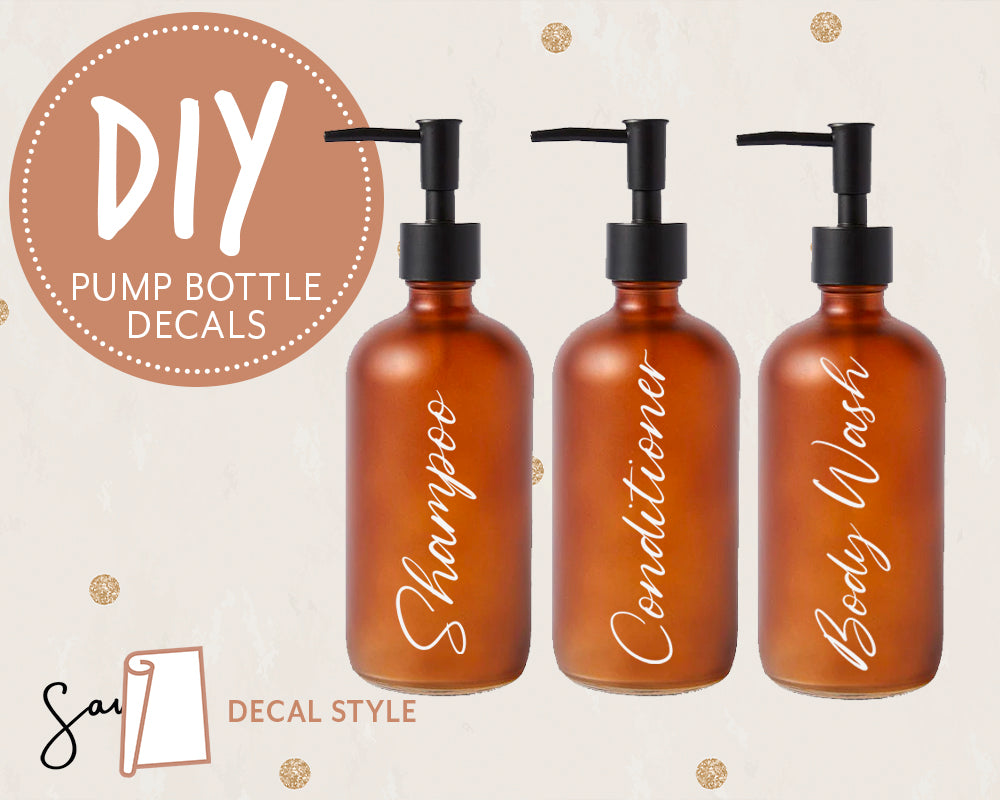 DIY
PUMP BOTTLE
DECALS
Shampoo
Conditioner
Body Wash
DECAL STYLE